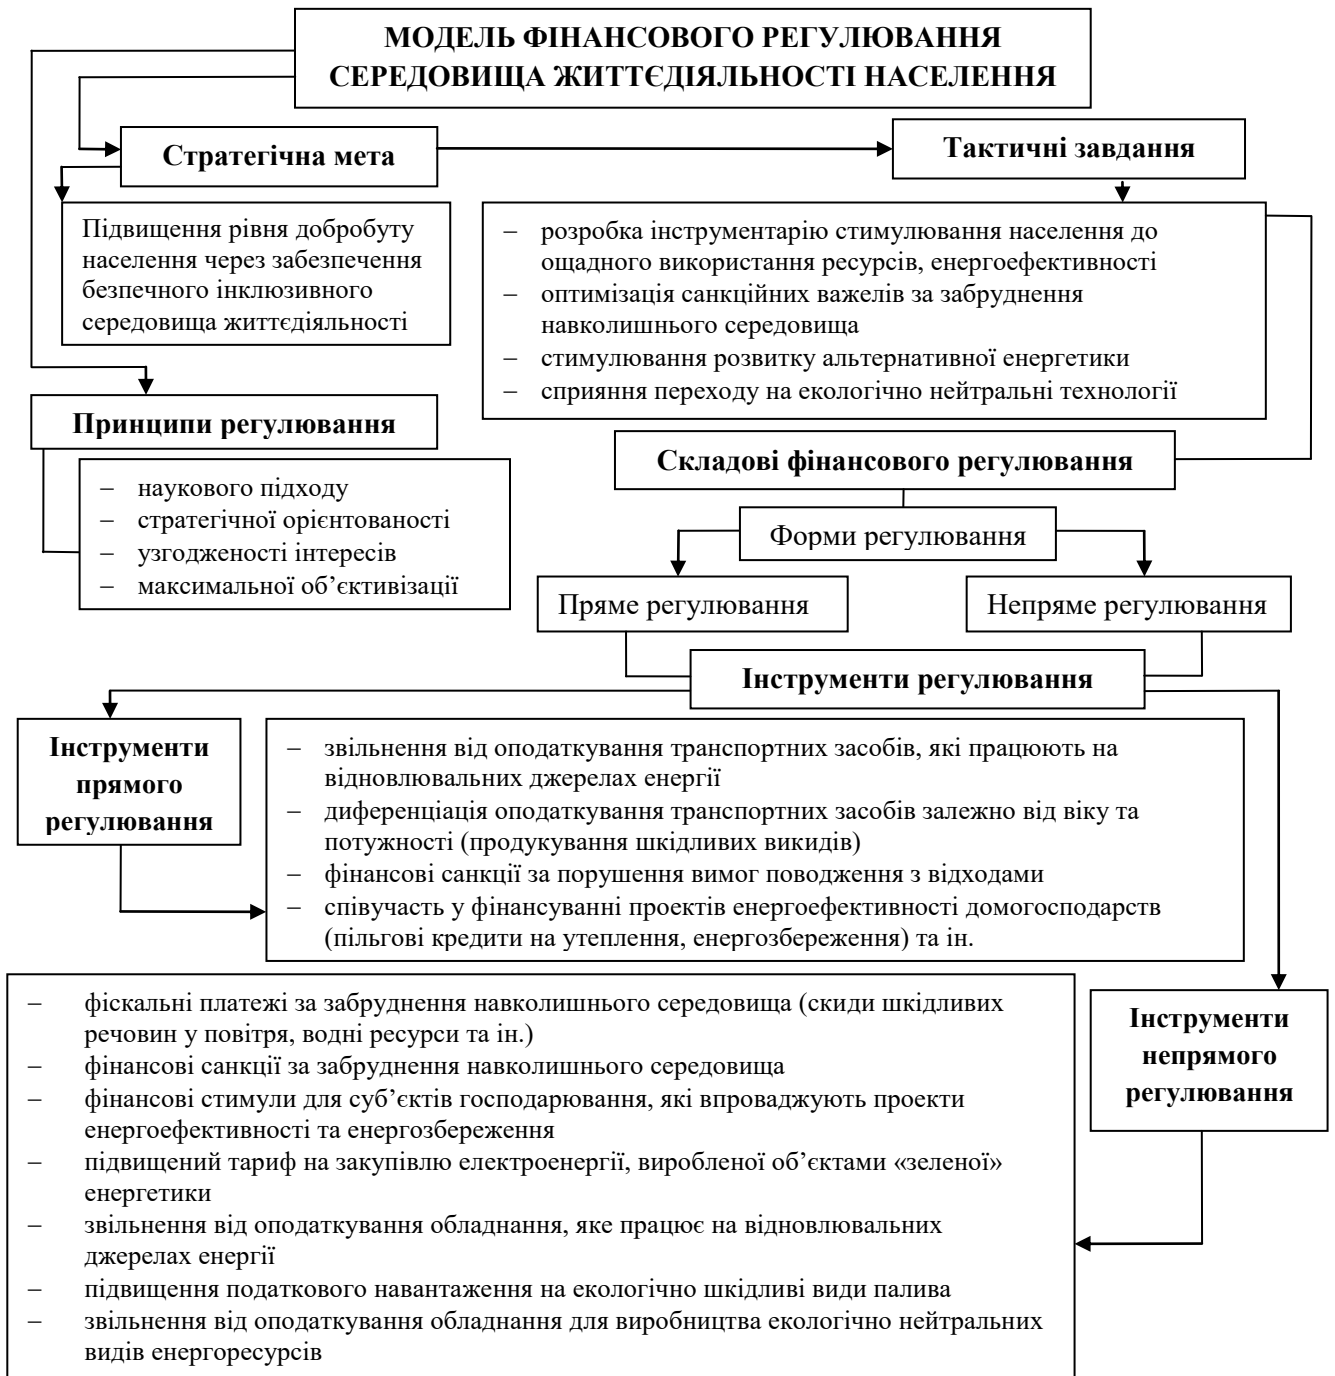 МОДЕЛЬ ФІНАНСОВОГО РЕГУЛЮВАННЯ
СЕРЕДОВИЩА ЖИТТЄДІЯЛЬНОСТІ НАСЕЛЕННЯ
Стратегічна мета
Тактичні завдання
Підвищення рівня добробуту
населення через забезпечення
безпечного інклюзивного
середовища життєдіяльності
– розробка інструментарію стимулювання населення до
ощадного використання ресурсів, енергоефективності
– оптимізація санкційних важелів за забруднення
навколишнього середовища
– стимулювання розвитку альтернативної енергетики
– сприяння переходу на екологічно нейтральні технології
Принципи регулювання
– наукового підходу
– стратегічної орієнтованості
– узгодженості інтересів
– максимальної об’єктивізації
Складові фінансового регулювання
Форми регулювання
Пряме регулювання
Непряме регулювання
Інструменти регулювання
Інструменти
прямого
регулювання
– звільнення від оподаткування транспортних засобів, які працюють на
відновлювальних джерелах енергії
– диференціація оподаткування транспортних засобів залежно від віку та
потужності (продукування шкідливих викидів)
– фінансові санкції за порушення вимог поводження з відходами
– співучасть у фінансуванні проектів енергоефективності домогосподарств
(пільгові кредити на утеплення, енергозбереження) та ін.
– фіскальні платежі за забруднення навколишнього середовища (скиди шкідливих
речовин у повітря, водні ресурси та ін.)
– фінансові санкції за забруднення навколишнього середовища
– фінансові стимули для суб’єктів господарювання, які впроваджують проекти
енергоефективності та енергозбереження
– підвищений тариф на закупівлю електроенергії, виробленої об’єктами «зеленої»
енергетики
– звільнення від оподаткування обладнання, яке працює на відновлювальних
джерелах енергії
– підвищення податкового навантаження на екологічно шкідливі види палива
– звільнення від оподаткування обладнання для виробництва екологічно нейтральних
видів енергоресурсів
Інструменти
непрямого
регулювання